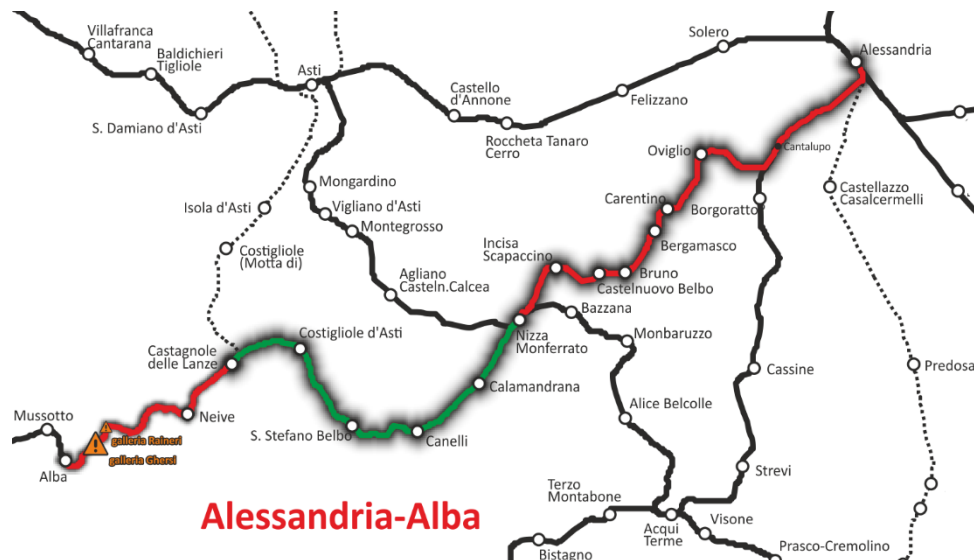 Villafranca
Cantarana
Baldichieri
Tigliole
S. Damiano d'Asti
Asti
Castello
d'Annone
Roccheta Tanaro
Cerro
Felizzano
Solero
Alessandria
Cantalupo
Oviglio
Mongardino
Vigliano d'Asti
Montegrosso
Isola d'Asti
Costigliole
(Motta di)
Agliano
Casteln.Calcea
Carentino
Borgoratto
Castellazzo
Casalcermelli
Bergamasco
Incisa
Scapaccino
Bruno
Castelnuovo Belbo
Bazzana
Nizza
Monferrato
Monbaruzzo
Costigliole d'Asti
Castagnole
delle Lanze
Calamandrana
Cassine
Predosa
Mussotto
Neive
Alice Belcolle
S. Stefano Belbo
Canelli
galleria Raineri
galleria Ghersi
Alba
Strevi
Terzo
Montabone
Acqui
Terme
Visone
Alessandria-Alba
Bistagno
Prasco-Cremolino